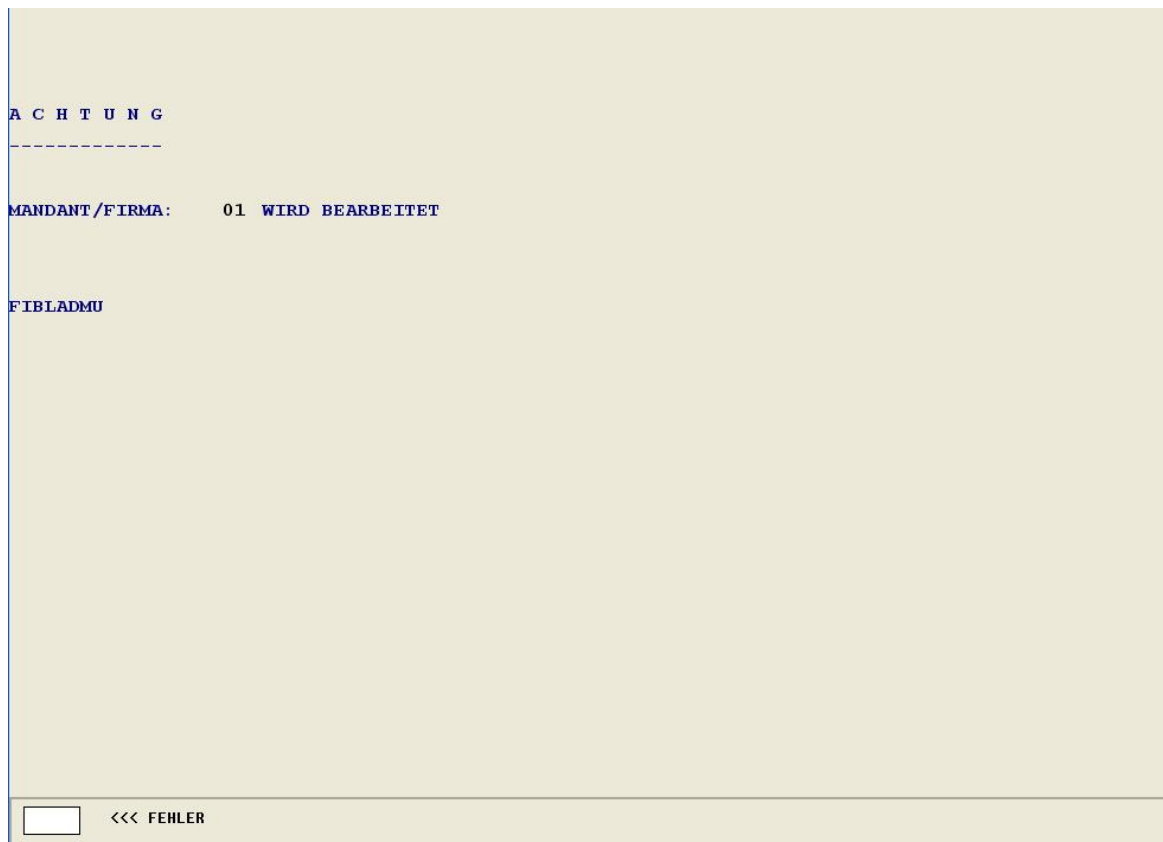 A C H T U N G
-------------
MANDANT/FIRMA: 01 WIRD BEARBEITET
FIBLADMU
<<< FEHLER